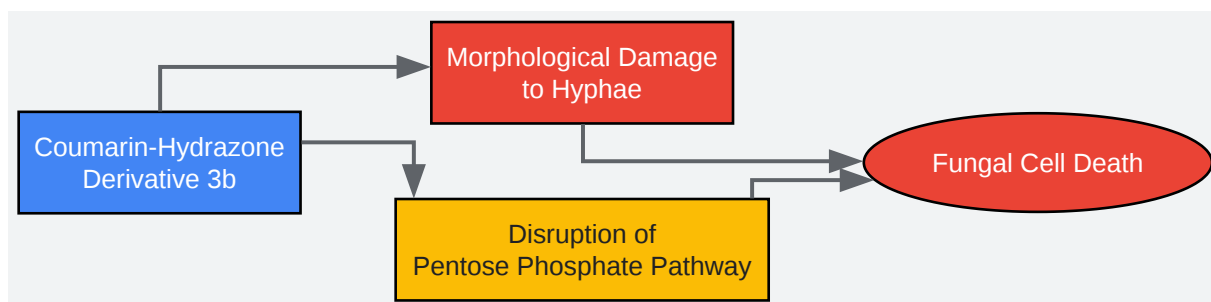 Morphological Damage
to Hyphae
Coumarin-Hydrazone
Derivative 3b
Fungal Cell Death
Disruption of
Pentose Phosphate Pathway